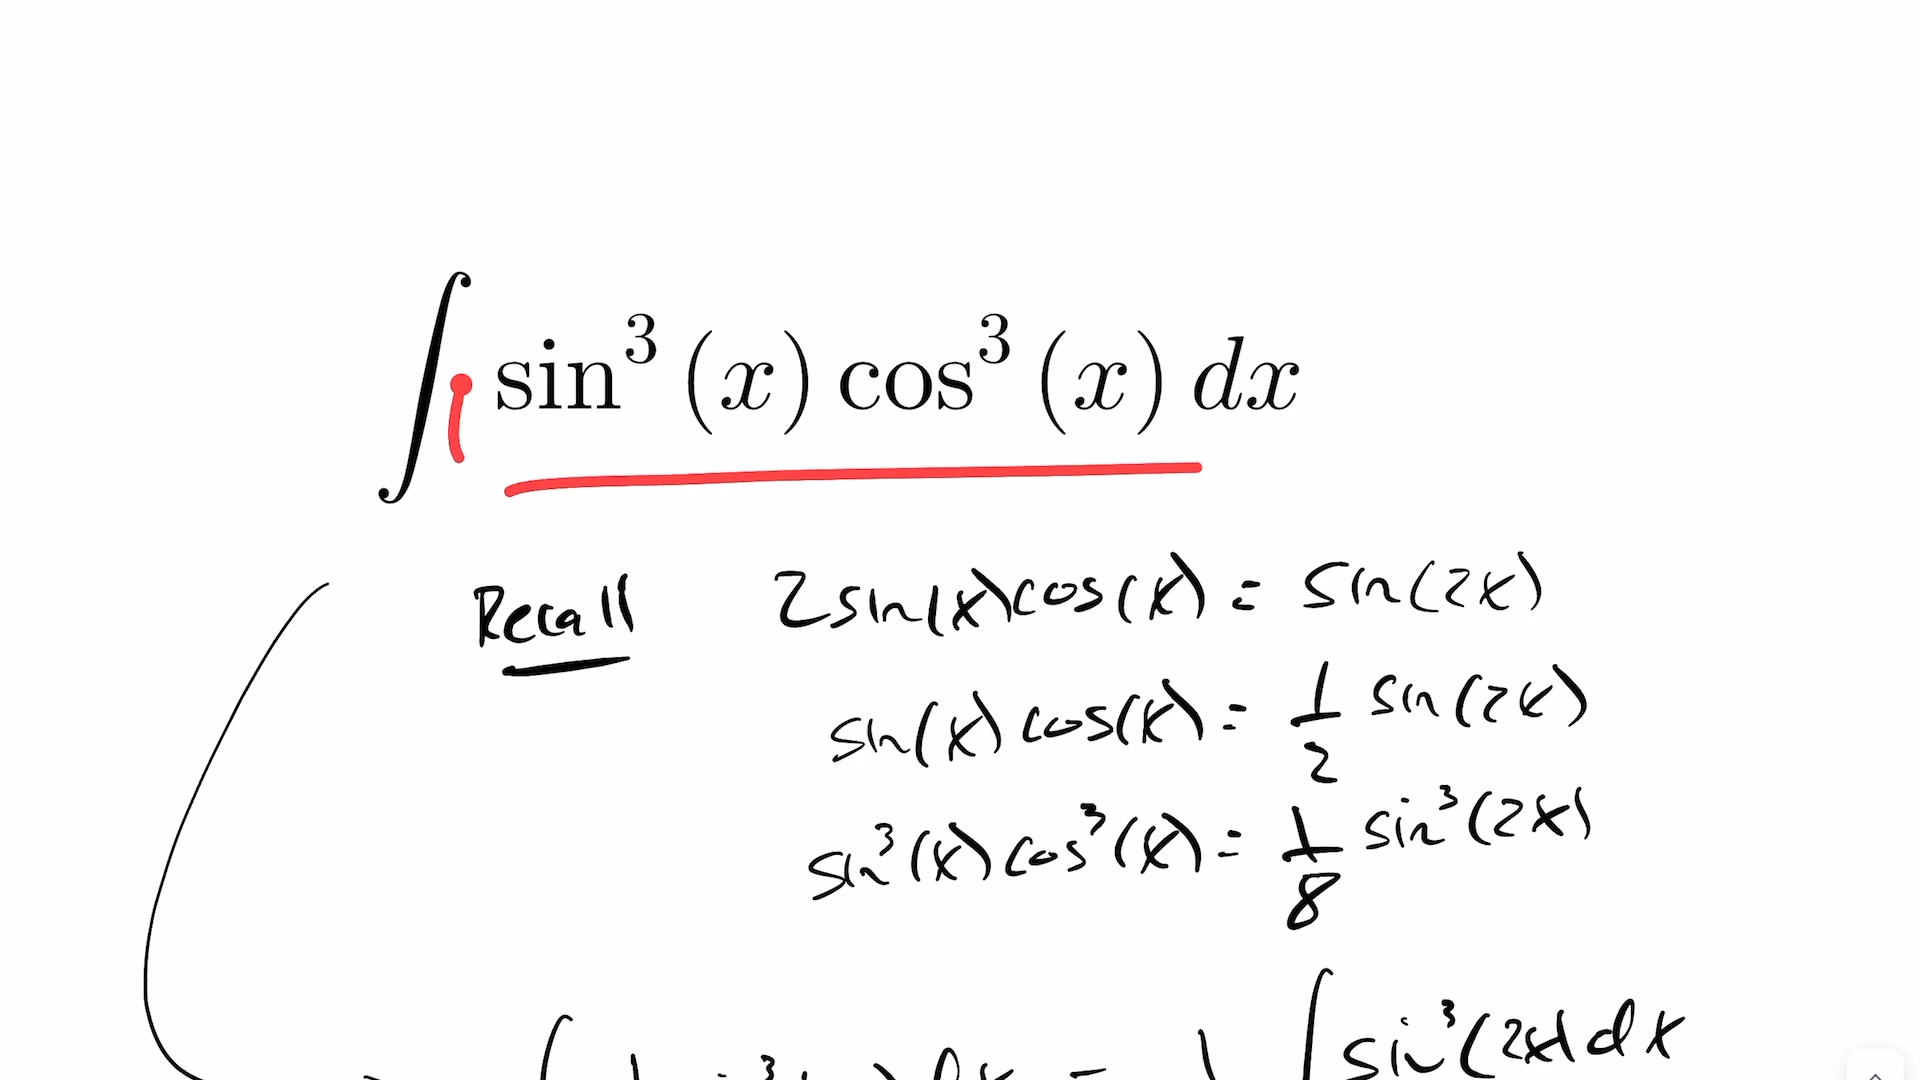 ∫ sin³ (x) cos³ (x) dx
Recall 2sin(x)cos(x) = sin(2x)
sin(x) cos(x) = 1/2 sin(2x)
sin³(x) cos³(x) = 1/8 sin³(2x)
∫ sin³(2x) dx